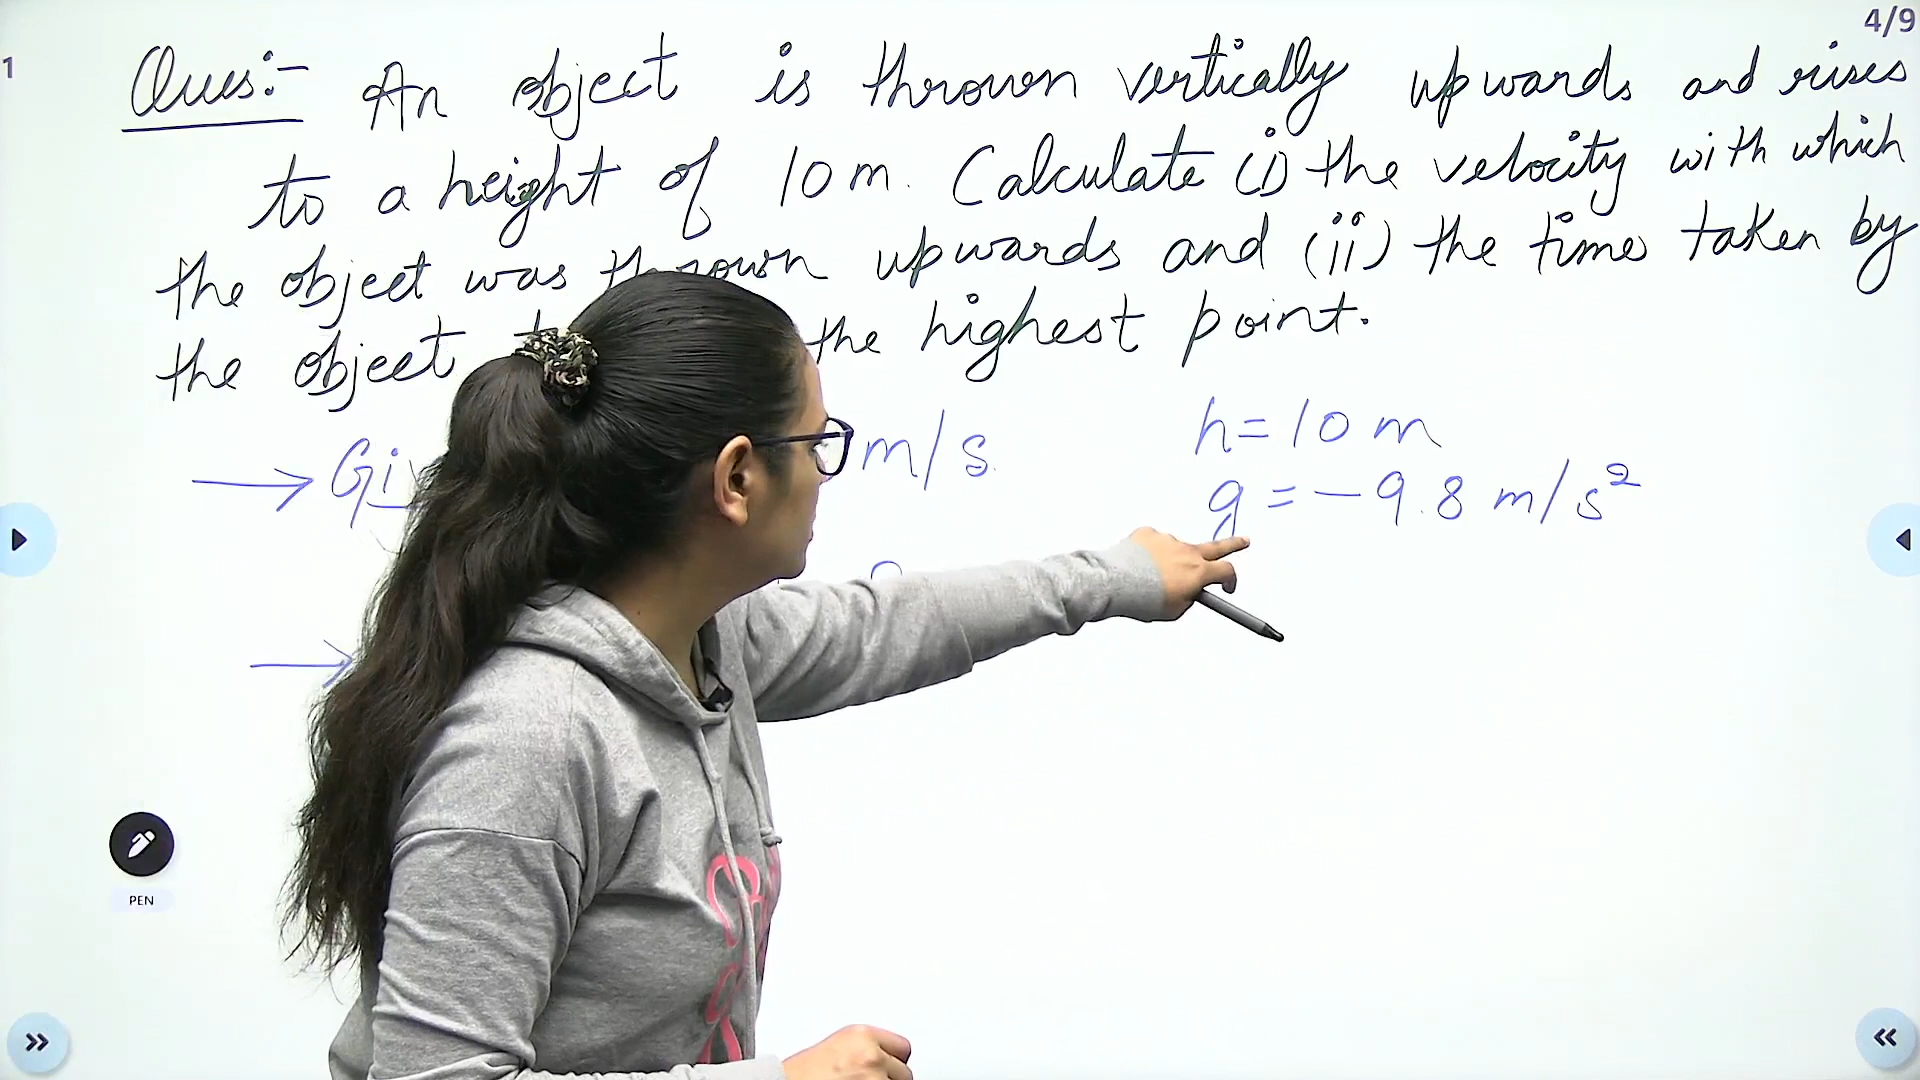 4/9
1
Ques:- An object is thrown vertically upwards and rises
to a height of 10 m. Calculate (i) the velocity with which
the object was thrown upwards and (ii) the time taken by
the object the highest point.
m/s. h = 10 m
g = -9.8 m/s²
PEN